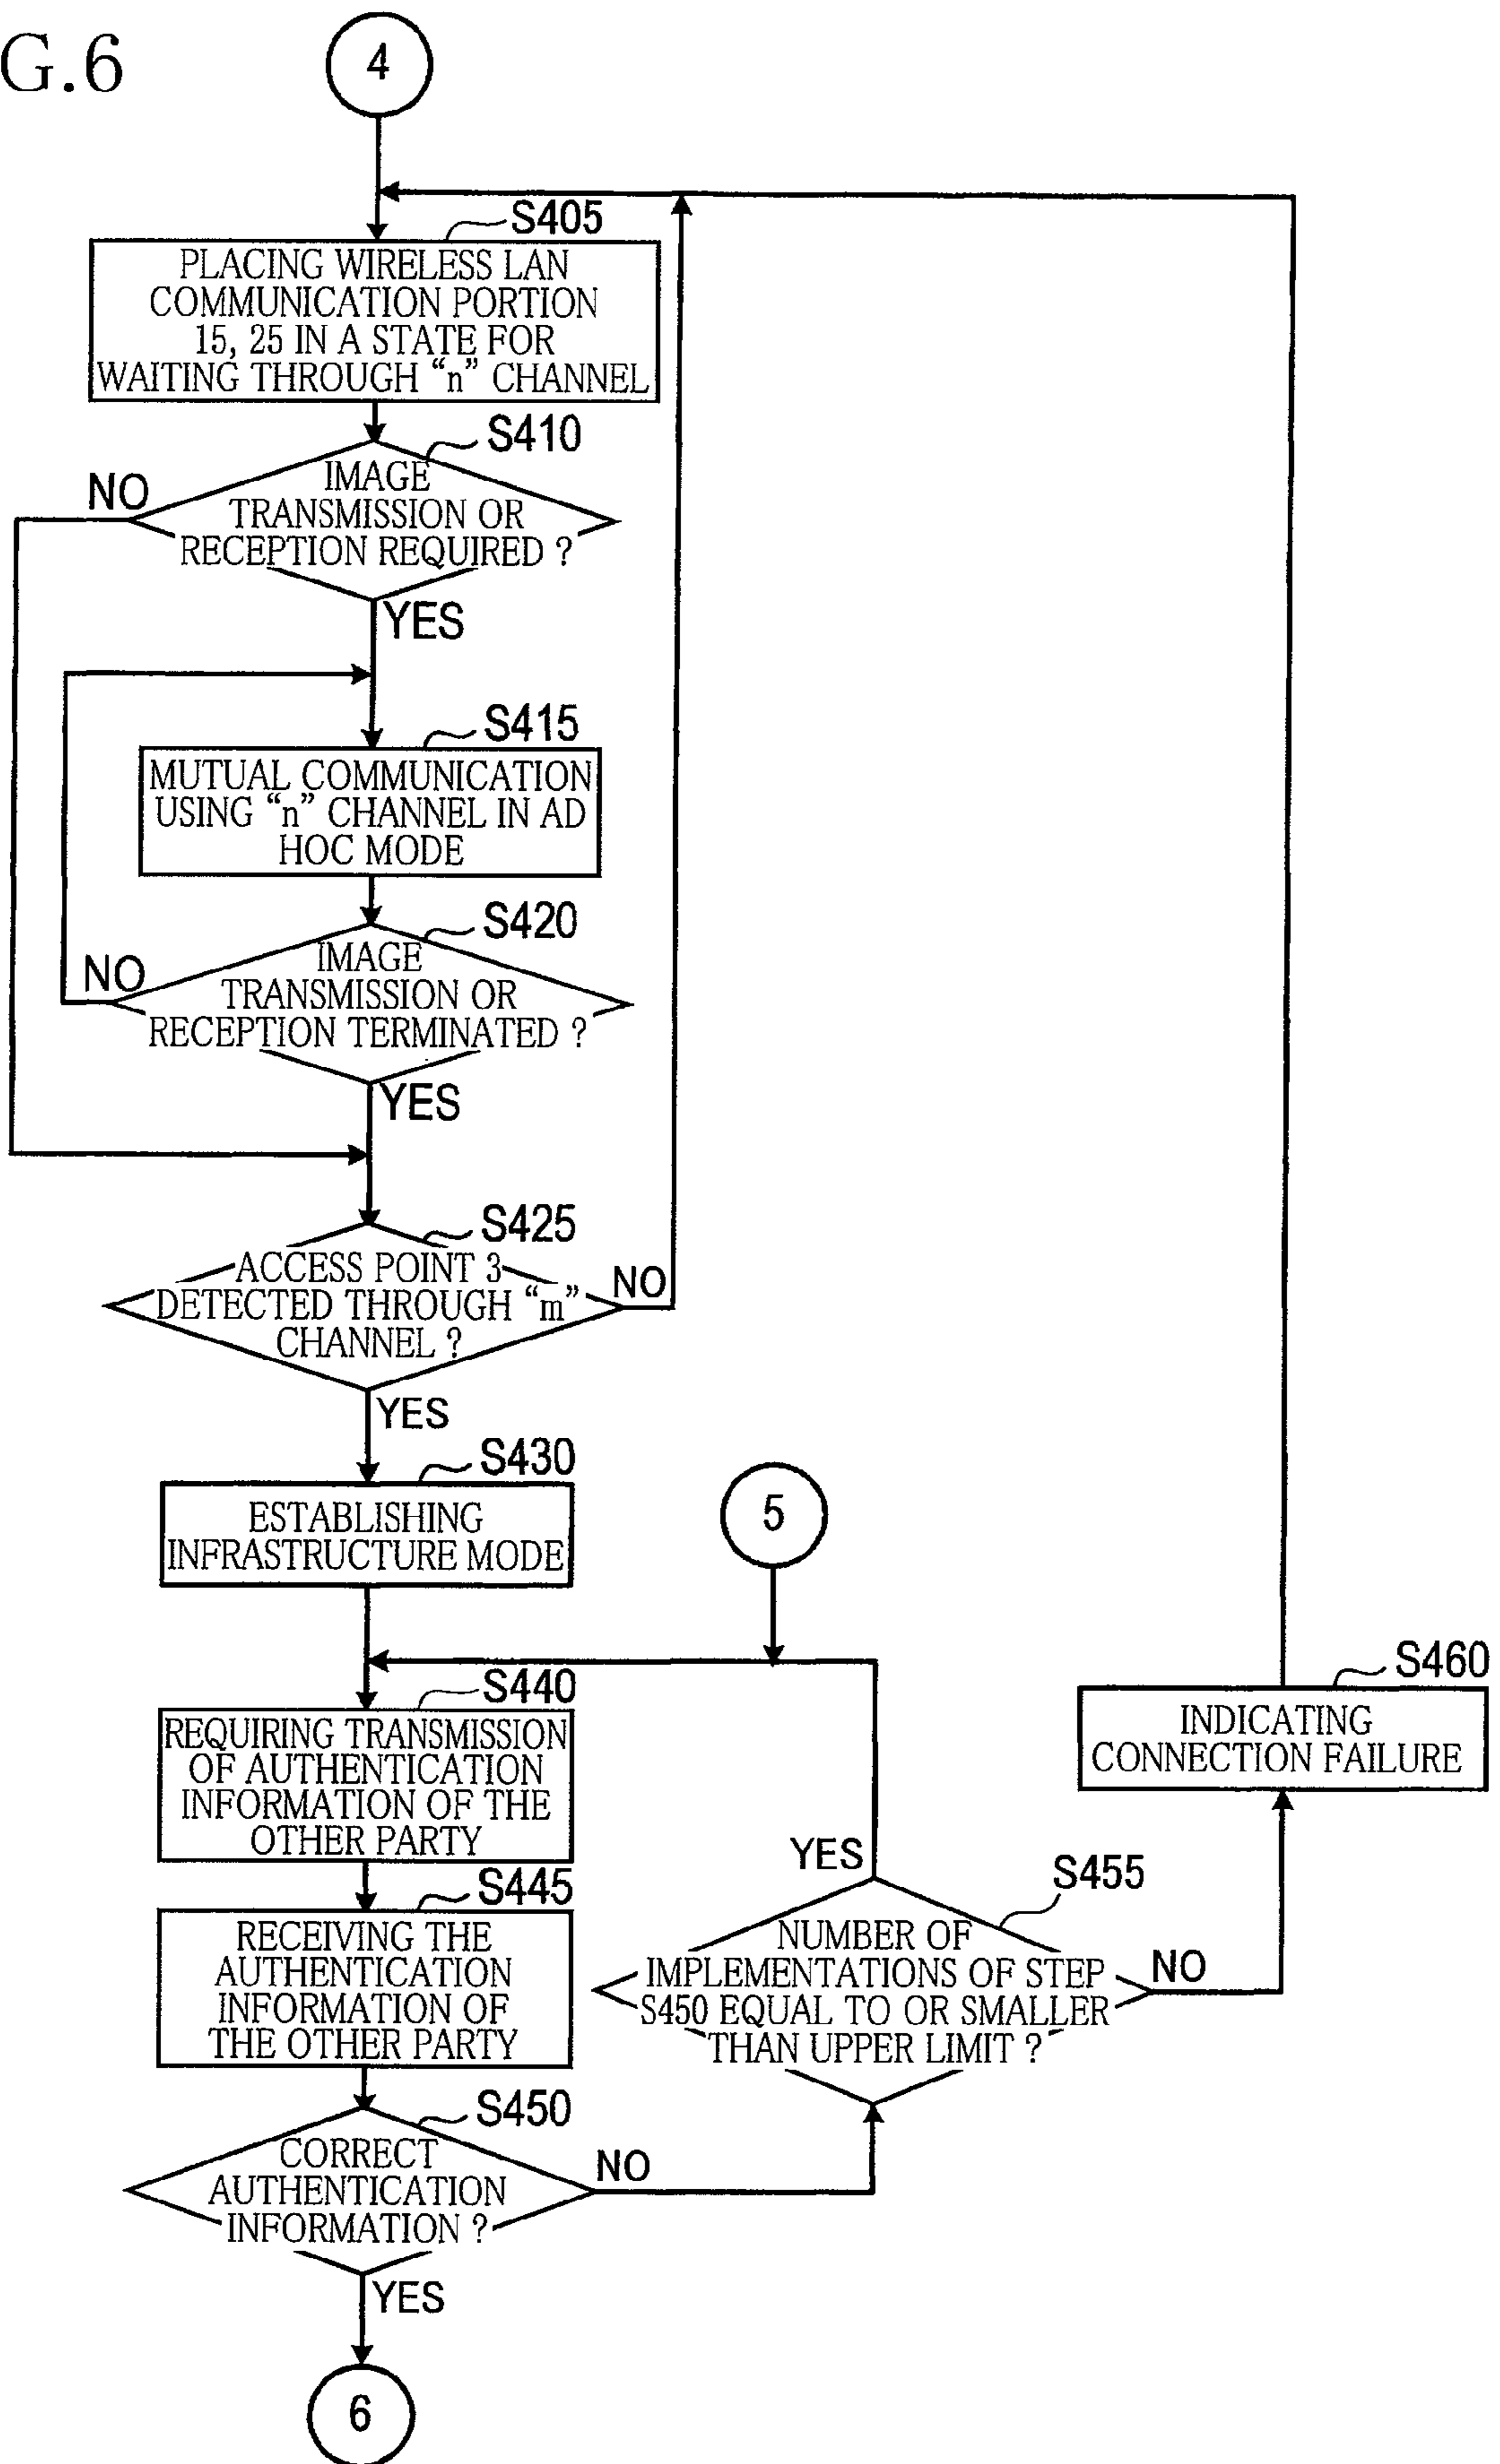 G.6
4
S405
PLACING WIRELESS LAN
COMMUNICATION PORTION
15, 25 IN A STATE FOR
WAITING THROUGH “n” CHANNEL
S410
IMAGE
TRANSMISSION OR
RECEPTION REQUIRED ?
NO
YES
S415
MUTUAL COMMUNICATION
USING “n” CHANNEL IN AD
HOC MODE
S420
IMAGE
TRANSMISSION OR
RECEPTION TERMINATED ?
NO
YES
S425
ACCESS POINT 3
DETECTED THROUGH “m”
CHANNEL ?
NO
YES
S430
ESTABLISHING
INFRASTRUCTURE MODE
5
S440
REQUIRING TRANSMISSION
OF AUTHENTICATION
INFORMATION OF THE
OTHER PARTY
S445
RECEIVING THE
AUTHENTICATION
INFORMATION OF
THE OTHER PARTY
S450
CORRECT
AUTHENTICATION
INFORMATION ?
NO
YES
S455
NUMBER OF
IMPLEMENTATIONS OF STEP
S450 EQUAL TO OR SMALLER
THAN UPPER LIMIT ?
YES
NO
S460
INDICATING
CONNECTION FAILURE
6